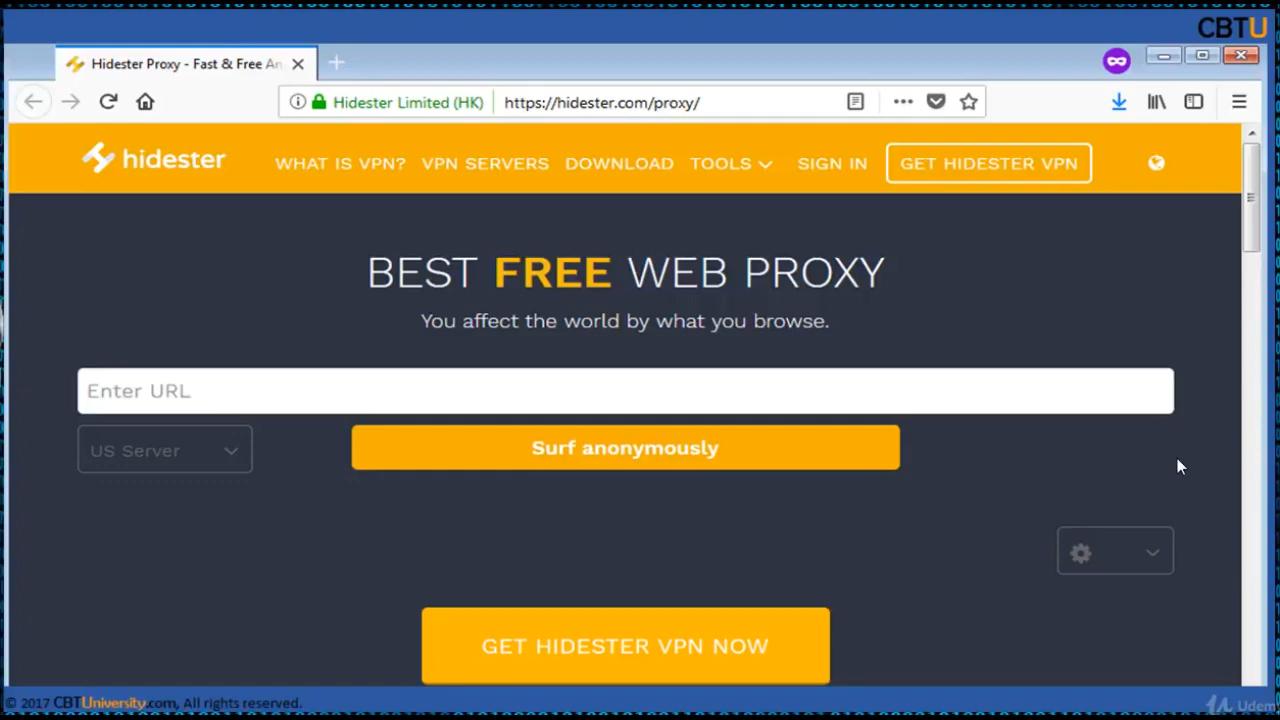 CBTU
Hidester Proxy - Fast & Free An
Hidester Limited (HK) https://hidester.com/proxy/
hidester WHAT IS VPN? VPN SERVERS DOWNLOAD TOOLS SIGN IN GET HIDESTER VPN
BEST FREE WEB PROXY
You affect the world by what you browse.
Enter URL
US Server Surf anonymously
GET HIDESTER VPN NOW
© 2017 CBTUniversity.com, All rights reserved. Udem